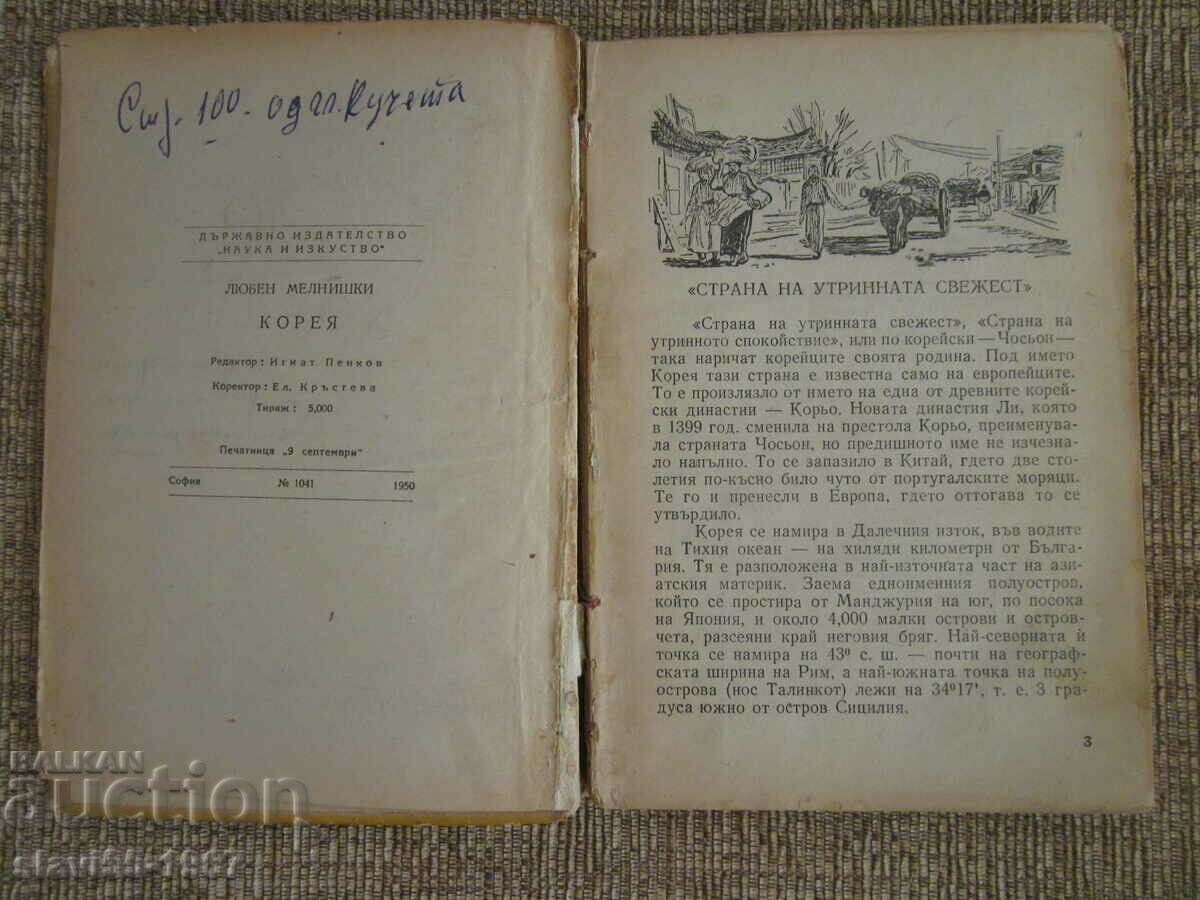 Стр. 100. одгл. Кучета
ДЪРЖАВНО ИЗДАТЕЛСТВО
„НАУКА И ИЗКУСТВО"
ЛЮБЕН МЕЛНИШКИ
КОРЕЯ
Редактор: Игнат Пенков
Коректор: Ел. Кръстева
Тираж: 5,000
Печатница „9 септември"
София № 1041 1950
«СТРАНА НА УТРИННАТА СВЕЖЕСТ»
«Страна на утринната свежест», «Страна на
утринното спокойствие», или по корейски — Чосьон —
така наричат корейците своята родина. Под името
Корея тази страна е известна само на европейците.
То е произлязло от името на една от древните корей-
ски династии — Корьо. Новата династия Ли, която
в 1399 год. сменила на престола Корьо, преименува-
ла страната Чосьон, но предишното име не изчезна-
ло напълно. То се запазило в Китай, гдето две сто-
летия по-късно било чуто от португалските моряци.
Те го и пренесли в Европа, гдето оттогава то се
утвърдило.
Корея се намира в Далечния изток, във водите
на Тихия океан — на хиляди километри от Бълга-
рия. Тя е разположена в най-източната част на ази-
атския материк. Заема едноименния полуостров,
който се простира от Манджурия на юг, по посока
на Япония, и около 4,000 малки острови и остров-
чета, разсеяни край неговия бряг. Най-северната ѝ
точка се намира на 43° с. ш. — почти на географ-
ската ширина на Рим, а най-южната точка на полу-
острова (нос Талинкот) лежи на 34°17', т. е. 3 гра-
дуса южно от остров Сицилия.
3
BALKAN
auction
slavi6h-1987